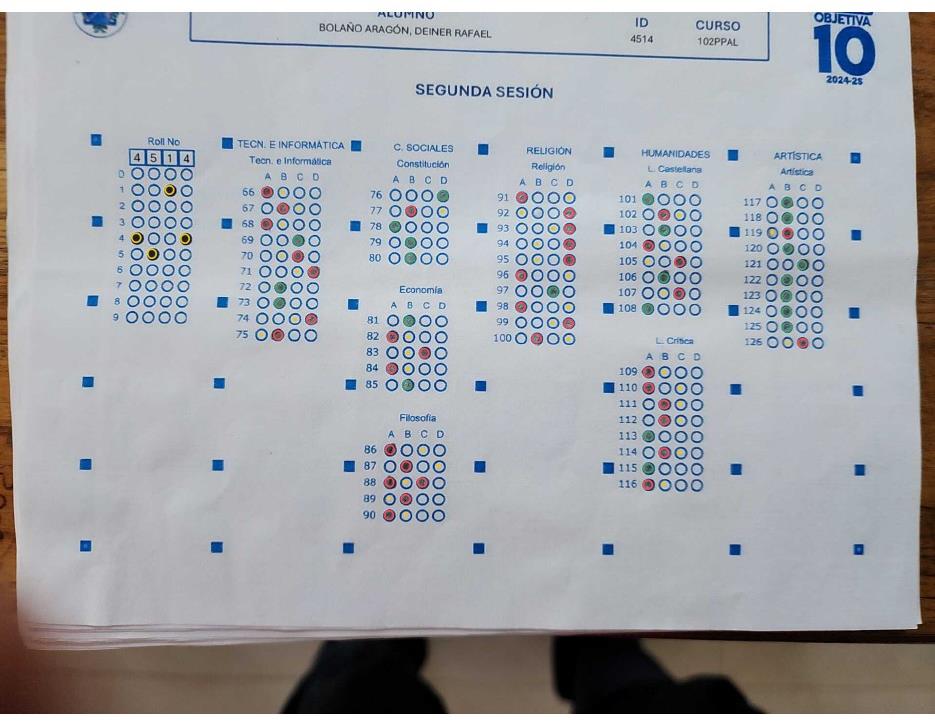 ALUMNO
BOLAÑO ARAGÓN, DEINER RAFAEL
ID
4514
CURSO
102PPAL
OBJETIVA
10
2024-2S
SEGUNDA SESIÓN
Roll No
4 5 1 4
0
1
2
3
4
5
6
7
8
9
TECN. E INFORMÁTICA
Tecn. e Informática
A B C D
66
67
68
69
70
71
72
73
74
75
C. SOCIALES
Constitución
A B C D
76
77
78
79
80
Economía
A B C D
81
82
83
84
85
Filosofía
A B C D
86
87
88
89
90
RELIGIÓN
Religión
A B C D
91
92
93
94
95
96
97
98
99
100
HUMANIDADES
L. Castellana
A B C D
101
102
103
104
105
106
107
108
L. Crítica
A B C D
109
110
111
112
113
114
115
116
ARTÍSTICA
Artística
A B C D
117
118
119
120
121
122
123
124
125
126